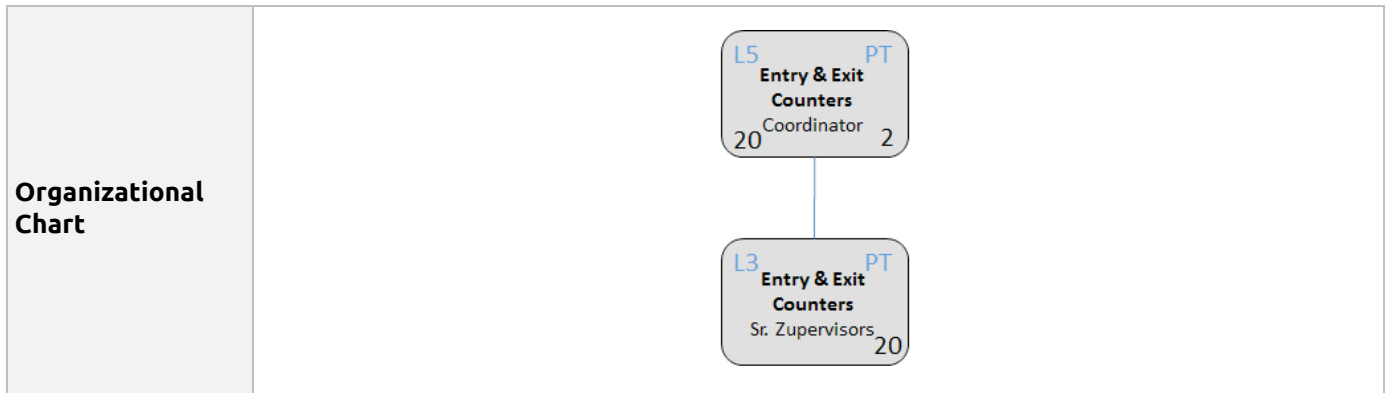 Organizational
Chart
L5 PT
Entry & Exit
Counters
Coordinator
20 2
L3 PT
Entry & Exit
Counters
Sr. Zupervisors
20